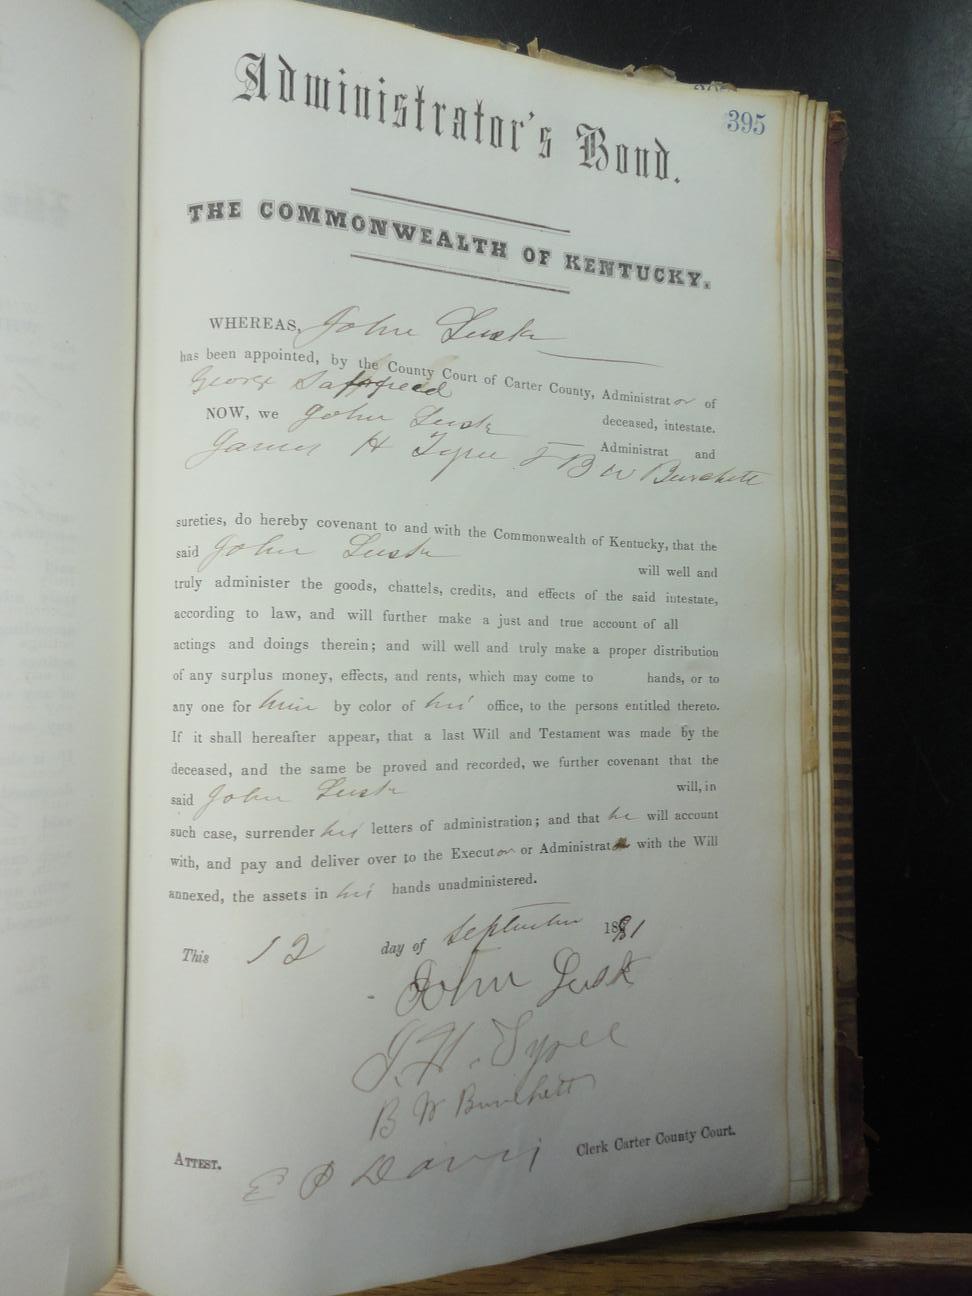 395
Administrator's Bond.
THE COMMONWEALTH OF KENTUCKY.
WHEREAS, John Lusk
has been appointed, by the County Court of Carter County, Administrator of
George deceased, intestate.
NOW, we John Lusk Administrat and
James H Tyree & B W Burchett
sureties, do hereby covenant to and with the Commonwealth of Kentucky, that the
said John Lusk will well and
truly administer the goods, chattels, credits, and effects of the said intestate,
according to law, and will further make a just and true account of all
actings and doings therein; and will well and truly make a proper distribution
of any surplus money, effects, and rents, which may come to hands, or to
any one for him by color of his office, to the persons entitled thereto.
If it shall hereafter appear, that a last Will and Testament was made by the
deceased, and the same be proved and recorded, we further covenant that the
said John Lusk will, in
such case, surrender his letters of administration; and that he will account
with, and pay and deliver over to the Executor or Administrator with the Will
annexed, the assets in his hands unadministered.
This 12 day of September 1881
John Lusk
J. H. Tyree
B W Burchett
ATTEST. E P Davis Clerk Carter County Court.